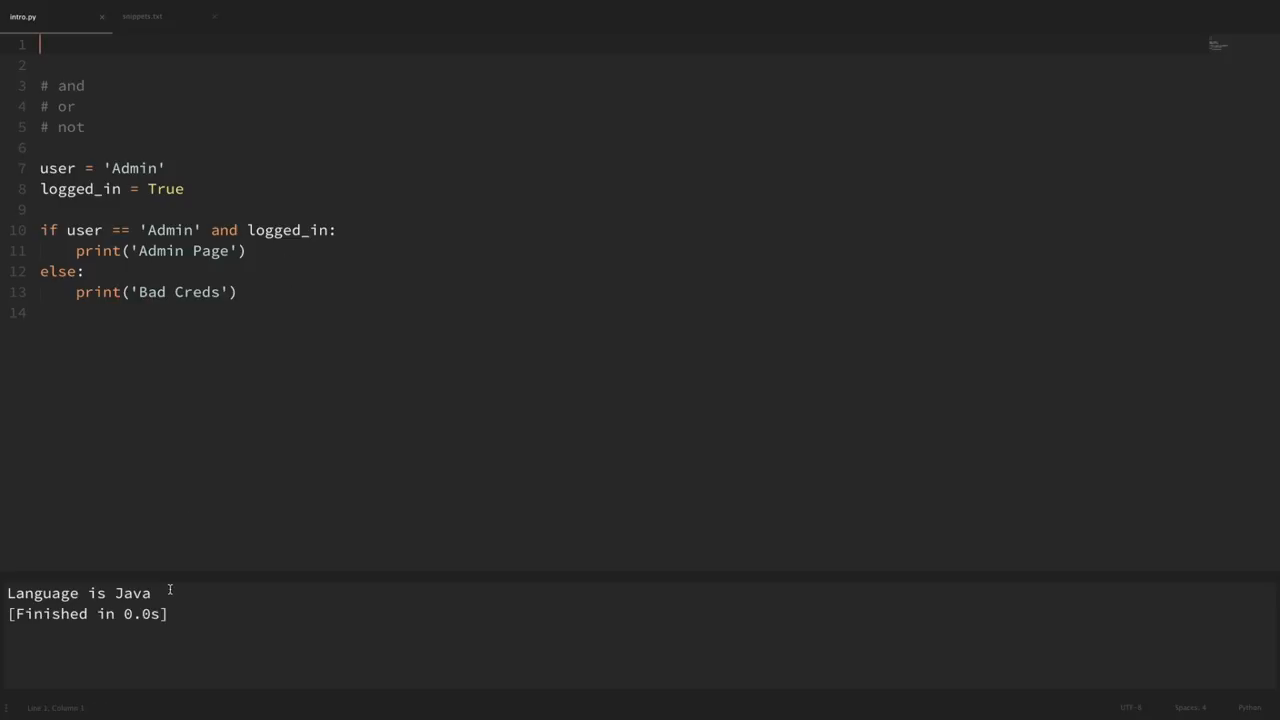 intro.py × snippets.txt ×
1
2
3 # and
4 # or
5 # not
6
7 user = 'Admin'
8 logged_in = True
9
10 if user == 'Admin' and logged_in:
11 print('Admin Page')
12 else:
13 print('Bad Creds')
14
Language is Java
[Finished in 0.0s]
Line 1, Column 1 UTF-8 Spaces: 4 Python